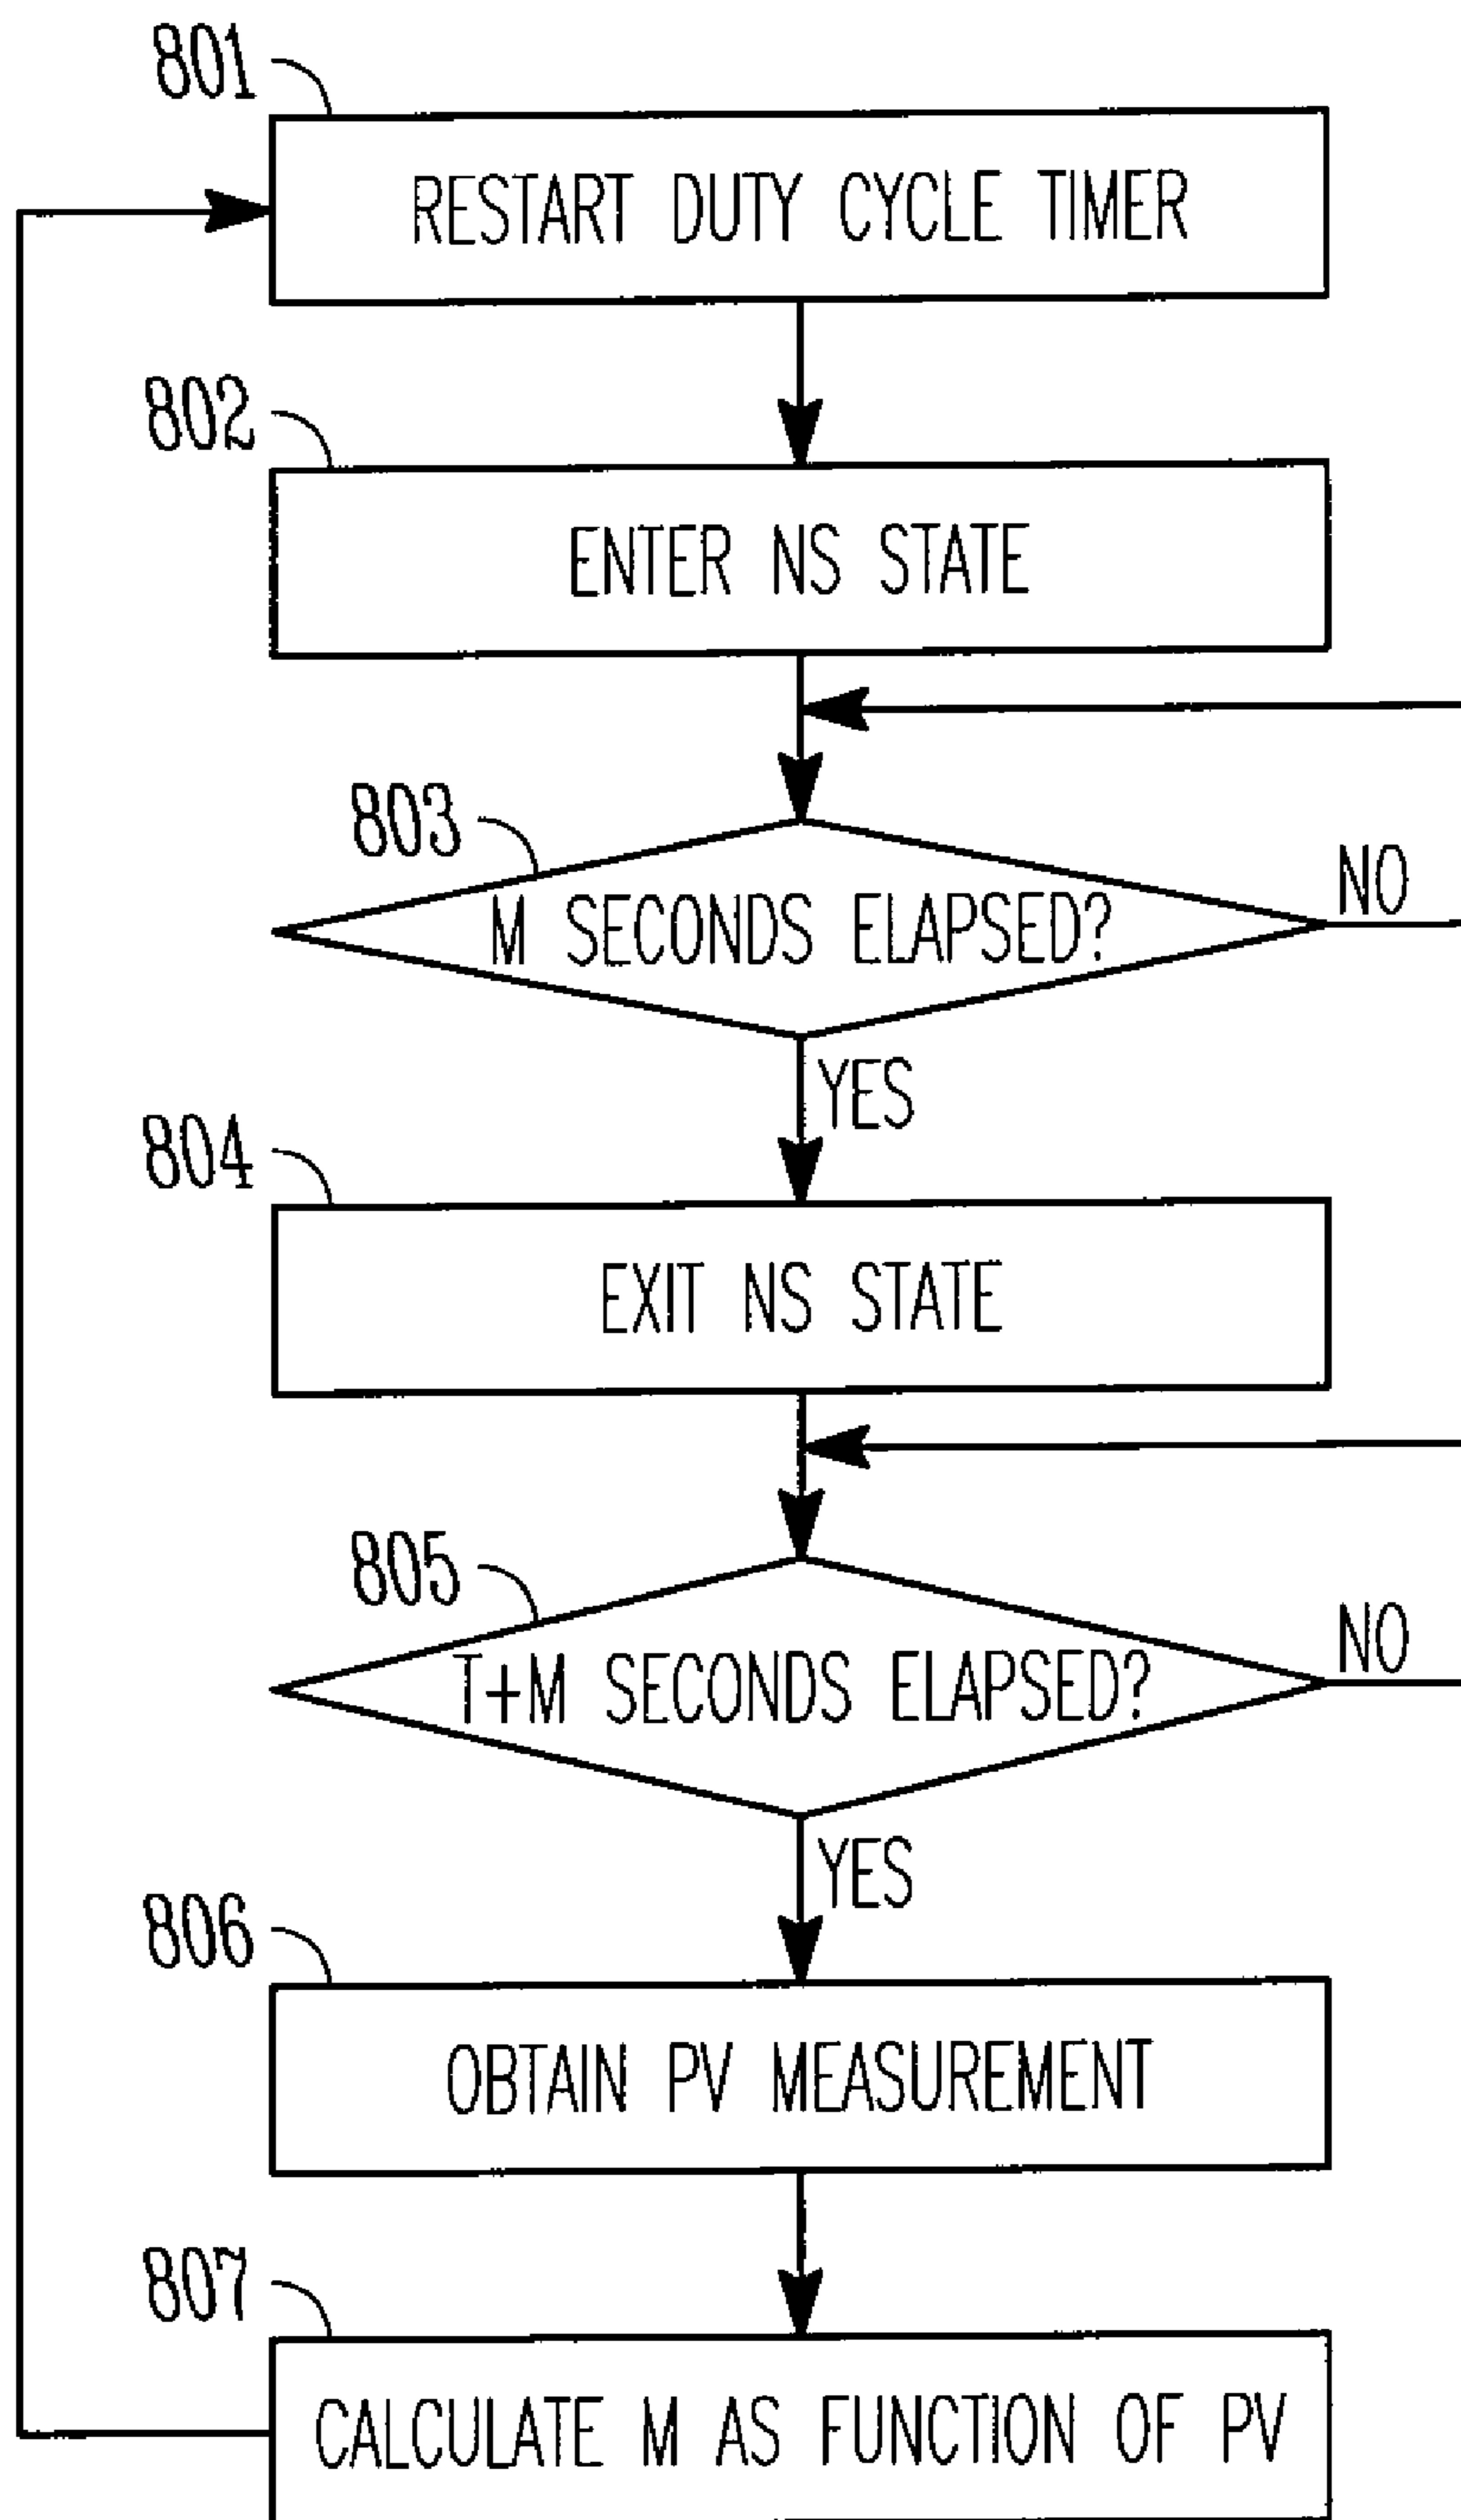 801
RESTART DUTY CYCLE TIMER
802
ENTER NS STATE
803
M SECONDS ELAPSED?
NO
YES
804
EXIT NS STATE
805
T+M SECONDS ELAPSED?
NO
YES
806
OBTAIN PV MEASUREMENT
807
CALCULATE M AS FUNCTION OF PV